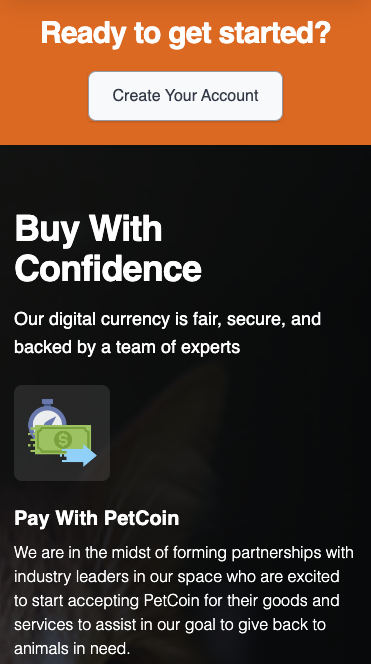 Ready to get started?
Create Your Account
Buy With
Confidence
Our digital currency is fair, secure, and
backed by a team of experts
$
Pay With PetCoin
We are in the midst of forming partnerships with
industry leaders in our space who are excited
to start accepting PetCoin for their goods and
services to assist in our goal to give back to
animals in need.